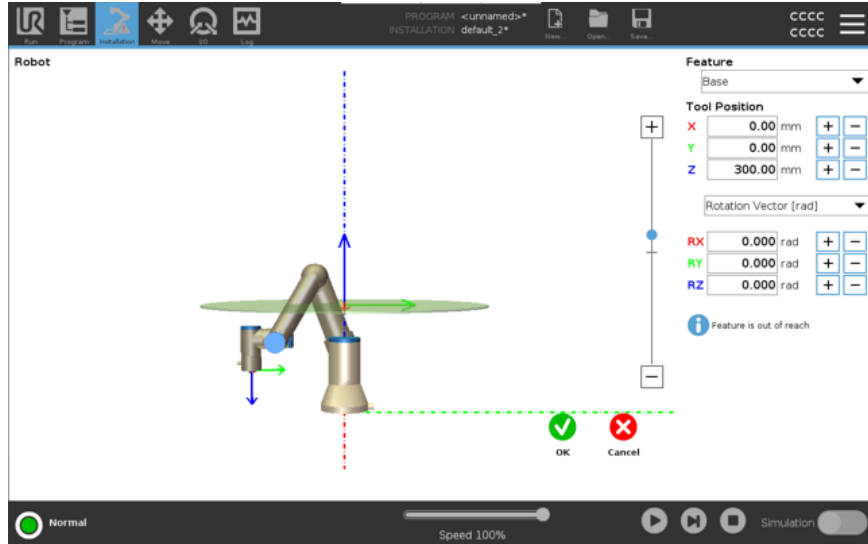 UR
PROGRAM <unnamed>*
INSTALLATION default_2*
cccc
cccc
Run Program Installation Move I/O Log New... Open... Save...
Robot
Feature
Base
Tool Position
X 0.00 mm + −
Y 0.00 mm + −
Z 300.00 mm + −
Rotation Vector [rad]
RX 0.000 rad + −
RY 0.000 rad + −
RZ 0.000 rad + −
i Feature is out of reach
+
−
OK Cancel
Normal
Speed 100%
Simulation